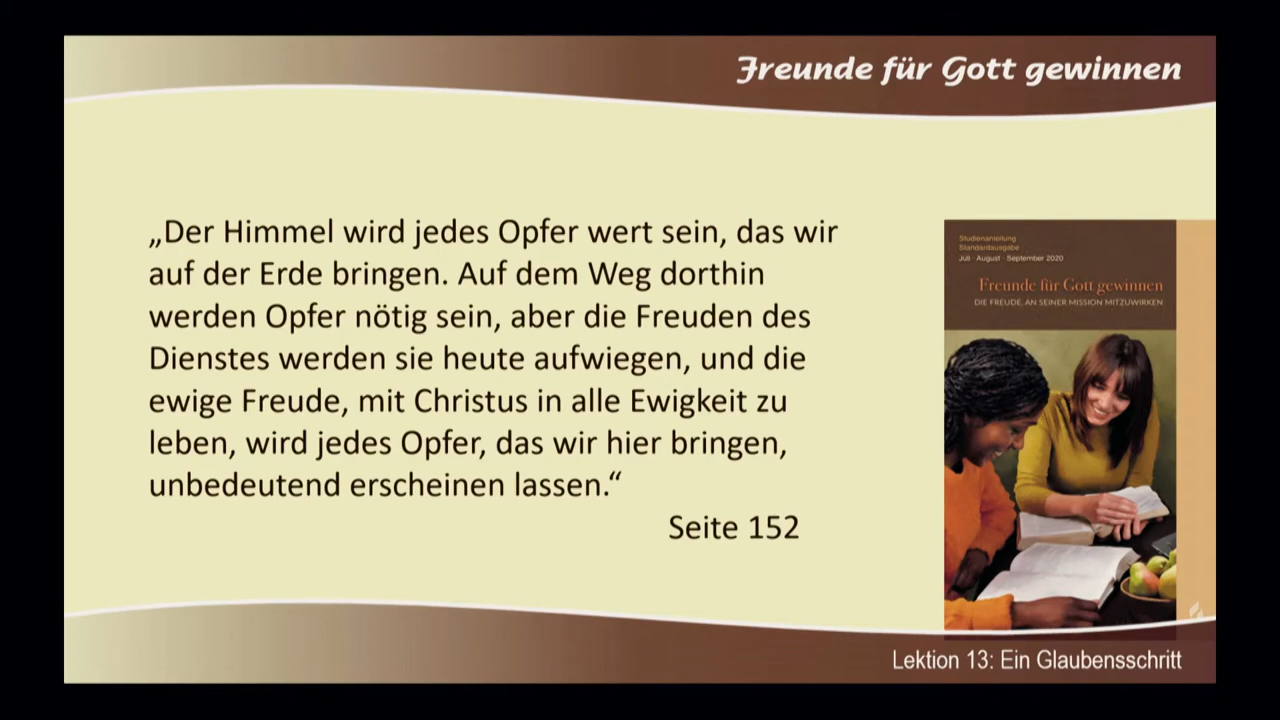 Freunde für Gott gewinnen
„Der Himmel wird jedes Opfer wert sein, das wir
auf der Erde bringen. Auf dem Weg dorthin
werden Opfer nötig sein, aber die Freuden des
Dienstes werden sie heute aufwiegen, und die
ewige Freude, mit Christus in alle Ewigkeit zu
leben, wird jedes Opfer, das wir hier bringen,
unbedeutend erscheinen lassen.“
Seite 152
Studienanleitung
Standardausgabe
Juli · August · September 2020
Freunde für Gott gewinnen
DIE FREUDE, AN SEINER MISSION MITZUWIRKEN
Lektion 13: Ein Glaubensschritt